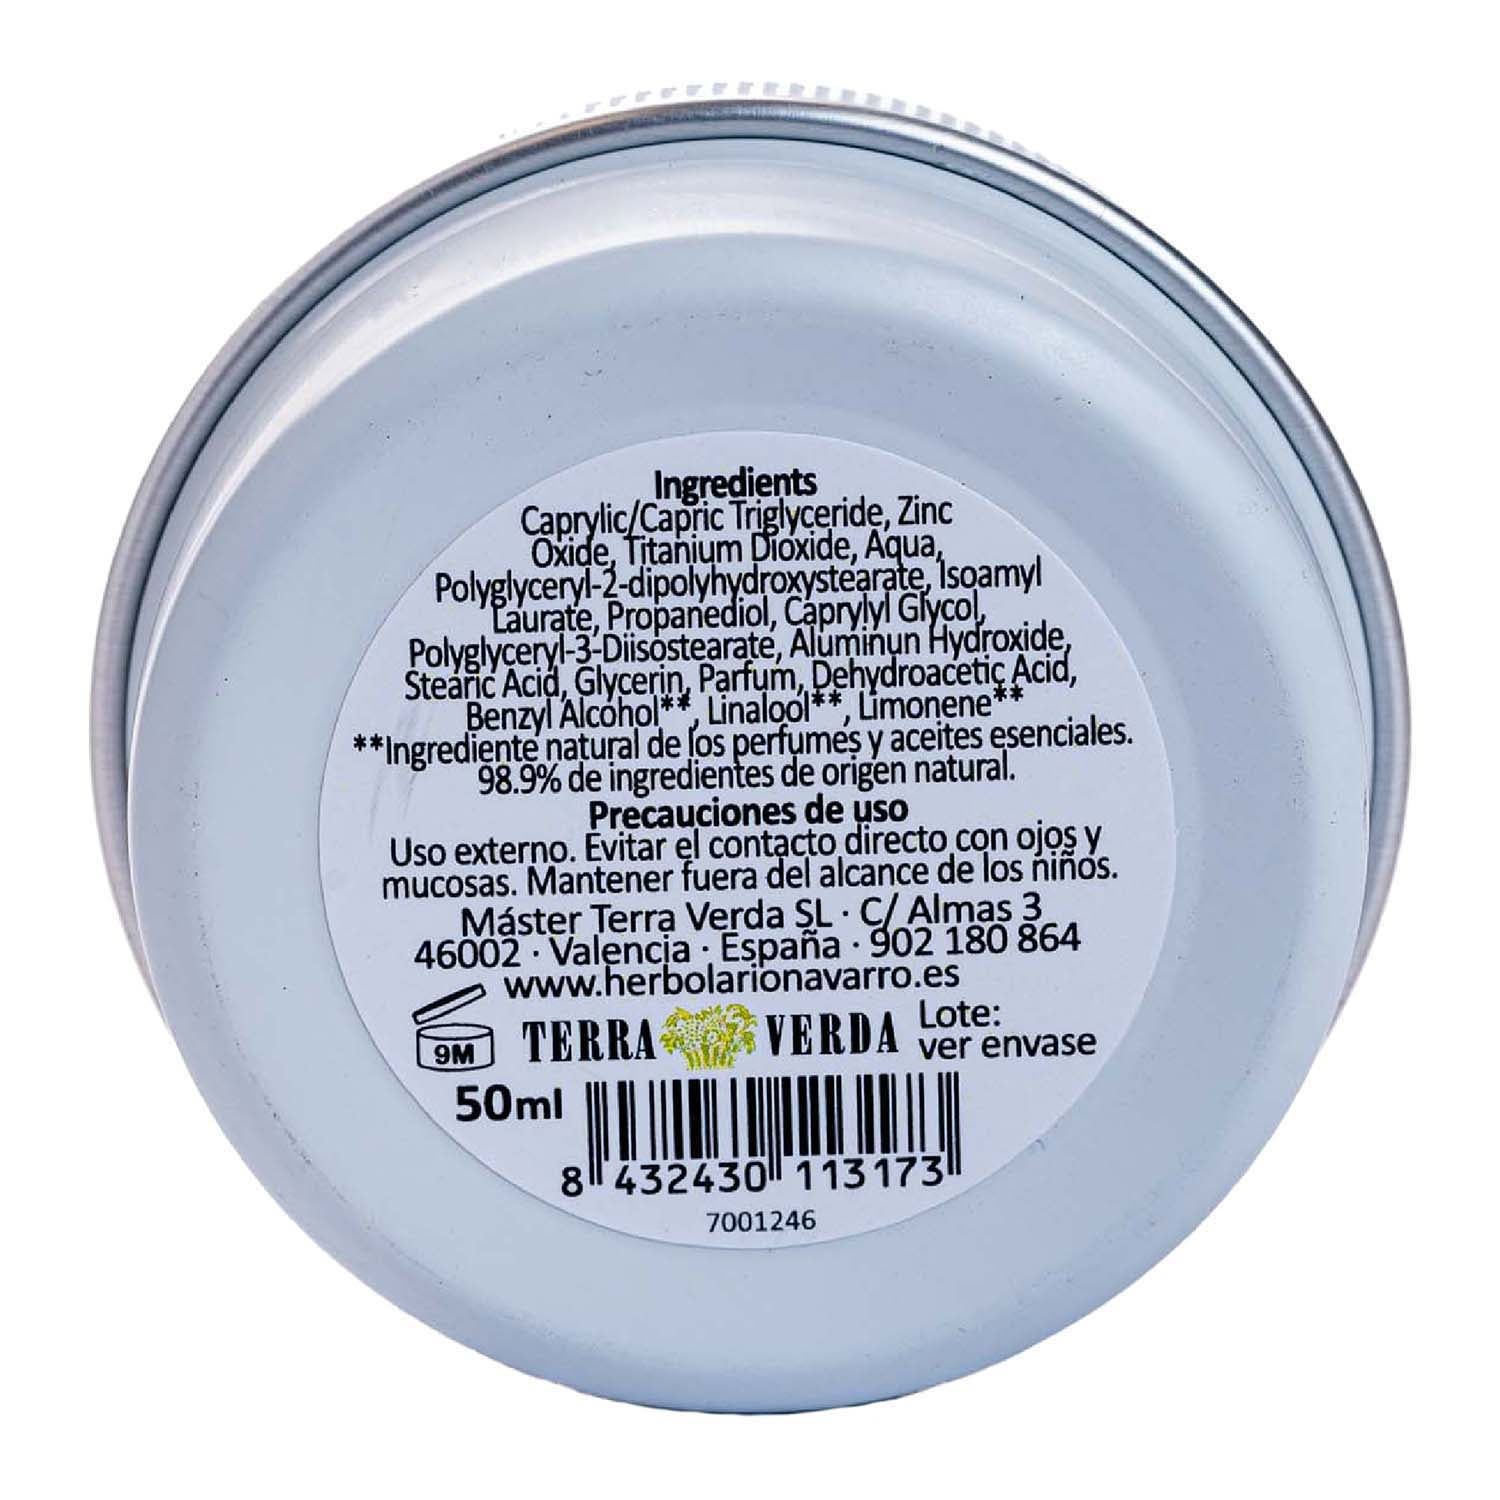 Ingredients
Caprylic/Capric Triglyceride, Zinc
Oxide, Titanium Dioxide, Aqua,
Polyglyceryl-2-dipolyhydroxystearate, Isoamyl
Laurate, Propanediol, Caprylyl Glycol,
Polyglyceryl-3-Diisostearate, Aluminun Hydroxide,
Stearic Acid, Glycerin, Parfum, Dehydroacetic Acid,
Benzyl Alcohol**, Linalool**, Limonene**
**Ingrediente natural de los perfumes y aceites esenciales.
98.9% de ingredientes de origen natural.
Precauciones de uso
Uso externo. Evitar el contacto directo con ojos y
mucosas. Mantener fuera del alcance de los niños.
Máster Terra Verda SL · C/ Almas 3
46002 · Valencia · España · 902 180 864
www.herbolarionavarro.es
9M TERRA VERDA Lote:
ver envase
50ml
8 432430 113173
7001246